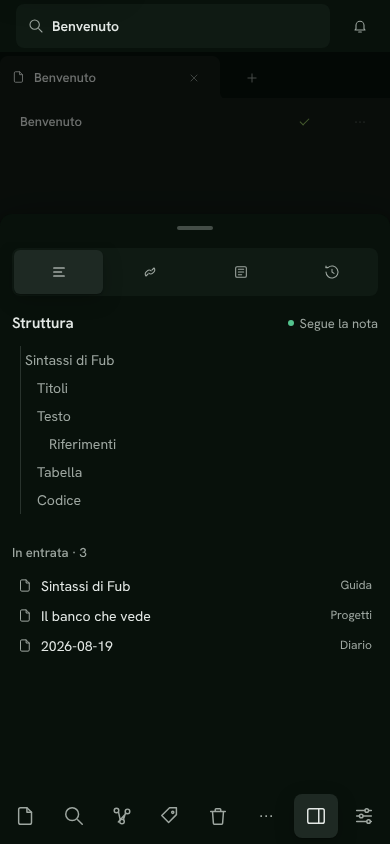 Benvenuto
Benvenuto
Benvenuto
Struttura
Segue la nota
Sintassi di Fub
Titoli
Testo
Riferimenti
Tabella
Codice
In entrata · 3
Sintassi di Fub Guida
Il banco che vede Progetti
2026-08-19 Diario